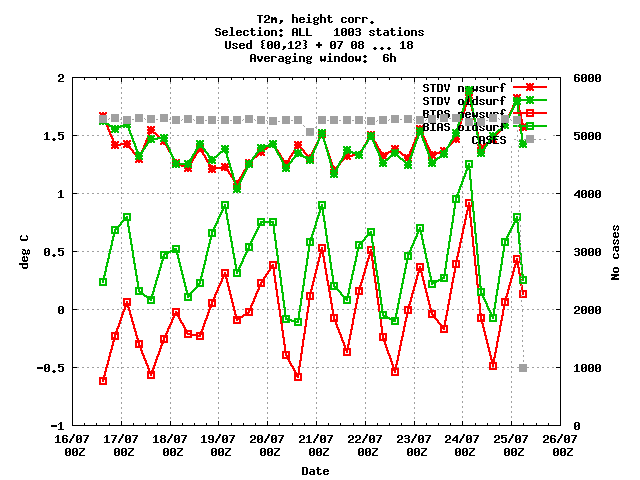 T2m, height corr.
Selection: ALL 1003 stations
Used {00,12} + 07 08 ... 18
Averaging window: 6h
STDV newsurf
STDV oldsurf
BIAS newsurf
BIAS oldsurf
CASES
2
1.5
1
0.5
0
-0.5
-1
deg C
6000
5000
4000
3000
2000
1000
0
No cases
16/07 17/07 18/07 19/07 20/07 21/07 22/07 23/07 24/07 25/07 26/07
00Z 00Z 00Z 00Z 00Z 00Z 00Z 00Z 00Z 00Z 00Z
Date